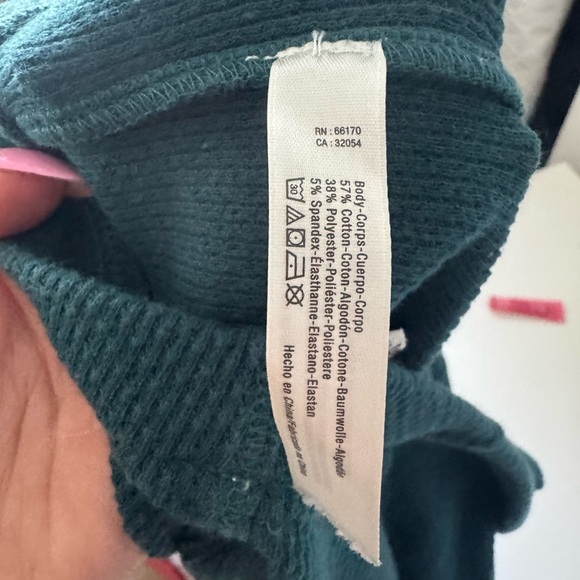 RN : 66170
CA : 32054
Body-Corps-Cuerpo-Corpo
57% Cotton-Coton-Algodón-Cotone-Baumwolle-Algodão
38% Polyester-Poliéster-Poliestere
5% Spandex-Élasthanne-Elastano-Elastan
30
Hecho en China/Fabriqué en Chine